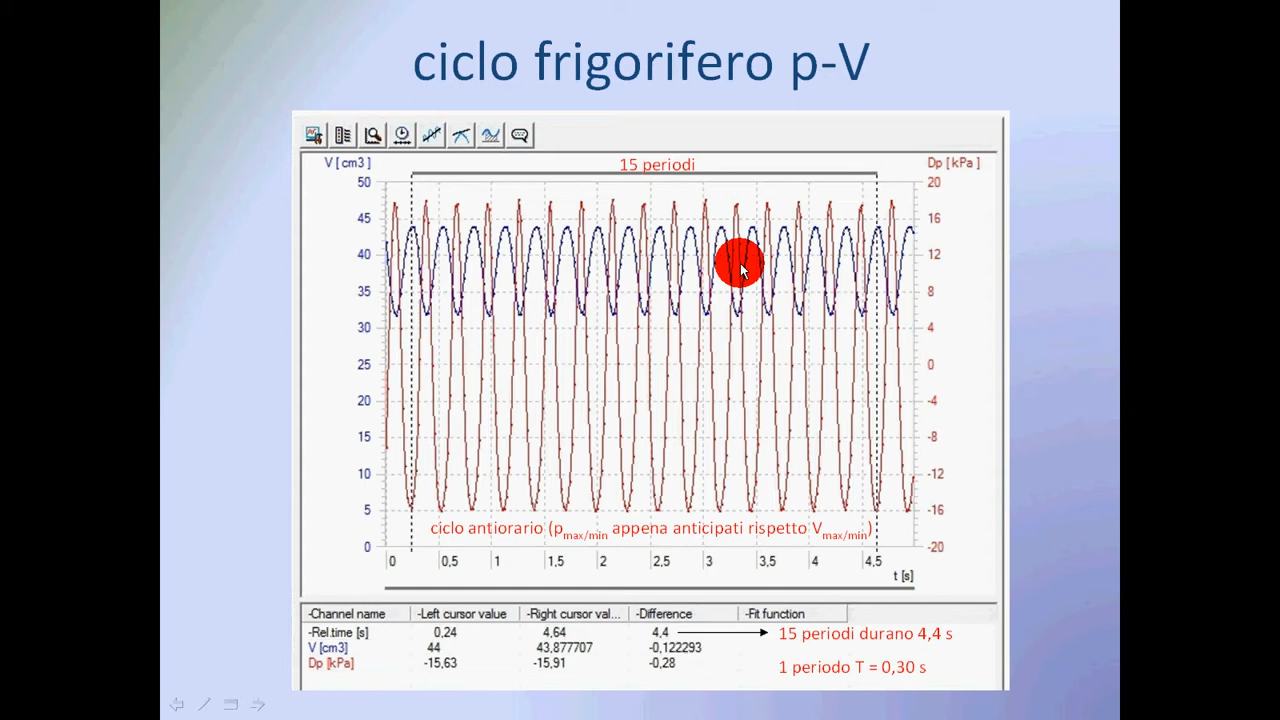 ciclo frigorifero p-V
V [ cm3 ]
15 periodi
Dp [ kPa ]
50
20
45
16
40
12
35
8
30
4
25
0
20
-4
15
-8
10
-12
5
-16
ciclo antiorario (pmax/min appena anticipati rispetto Vmax/min)
0
-20
0 0,5 1 1,5 2 2,5 3 3,5 4 4,5
t [s]
-Channel name -Left cursor value -Right cursor val... -Difference -Fit function
-Rel.time [s] 0,24 4,64 4,4 15 periodi durano 4,4 s
V [cm3] 44 43,877707 -0,122293
Dp [kPa] -15,63 -15,91 -0,28 1 periodo T = 0,30 s